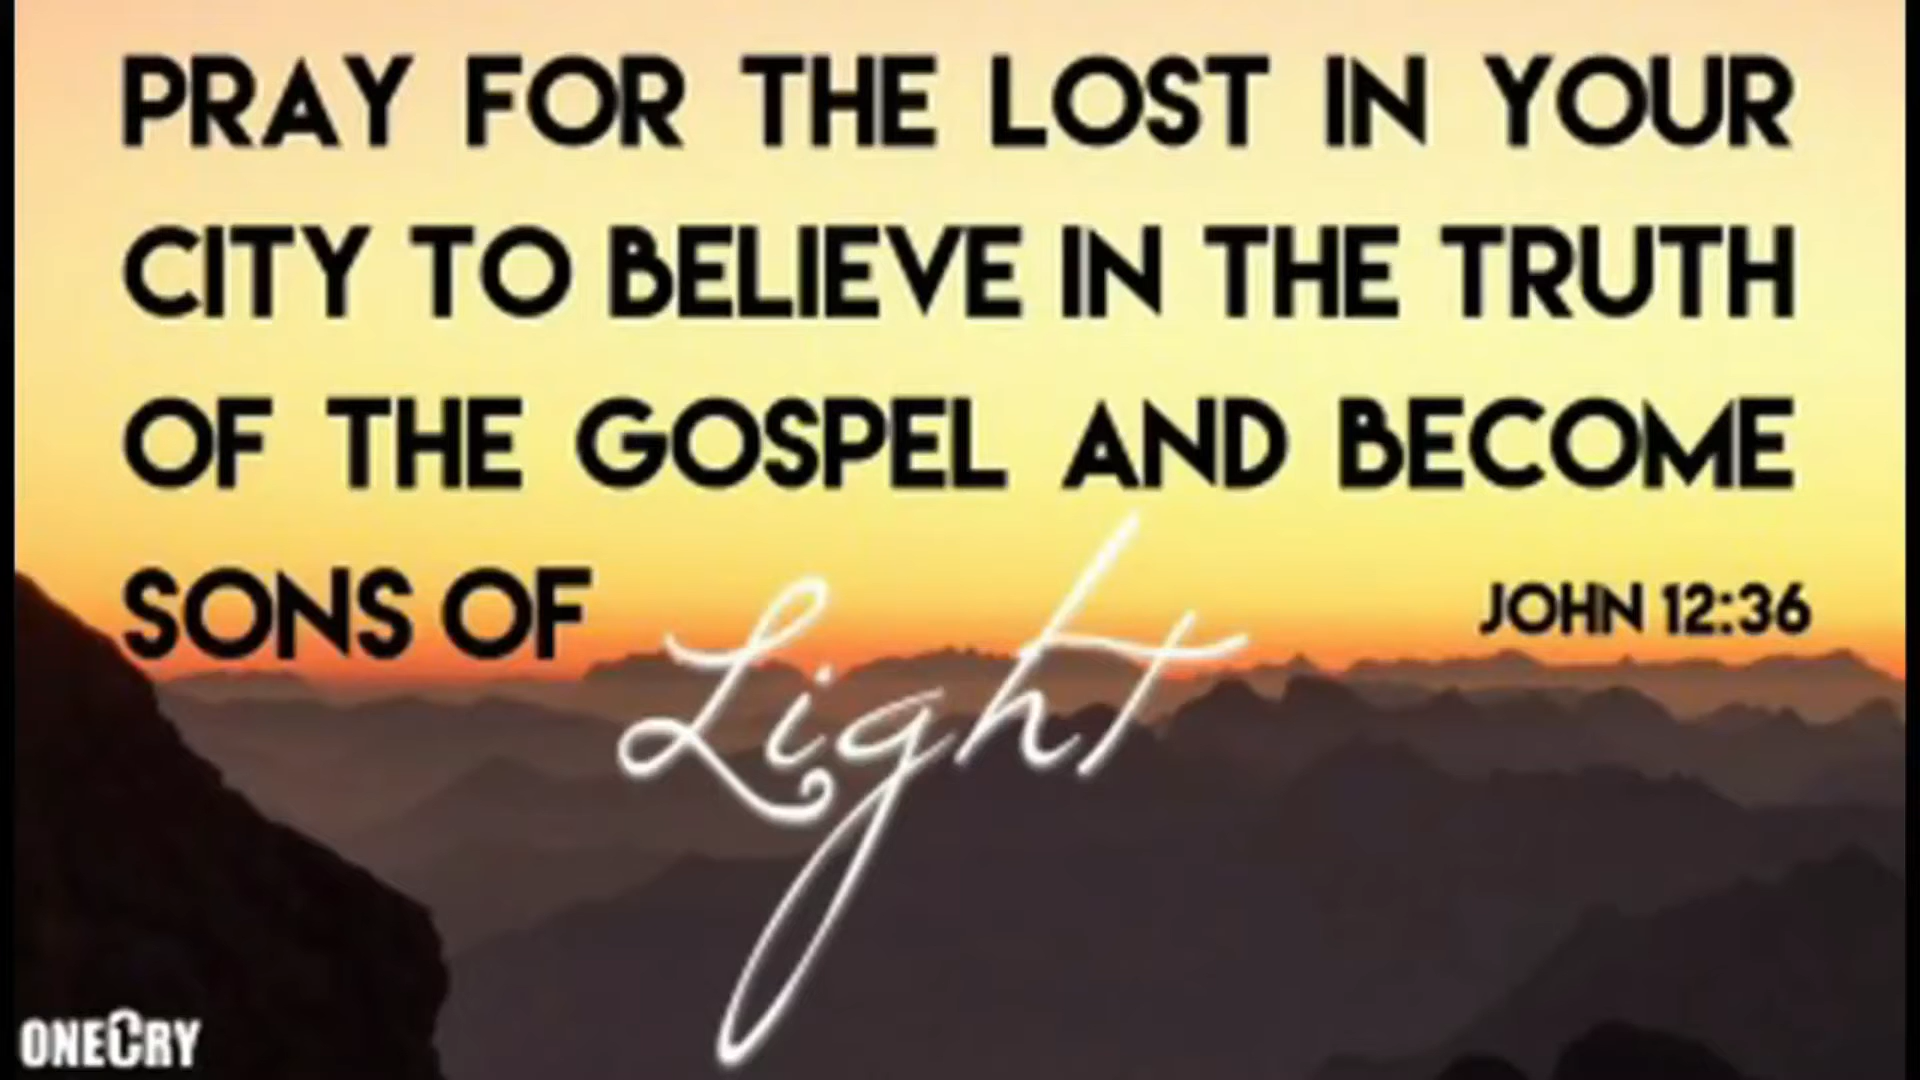 PRAY FOR THE LOST IN YOUR
CITY TO BELIEVE IN THE TRUTH
OF THE GOSPEL AND BECOME
SONS OF Light JOHN 12:36
ONECRY